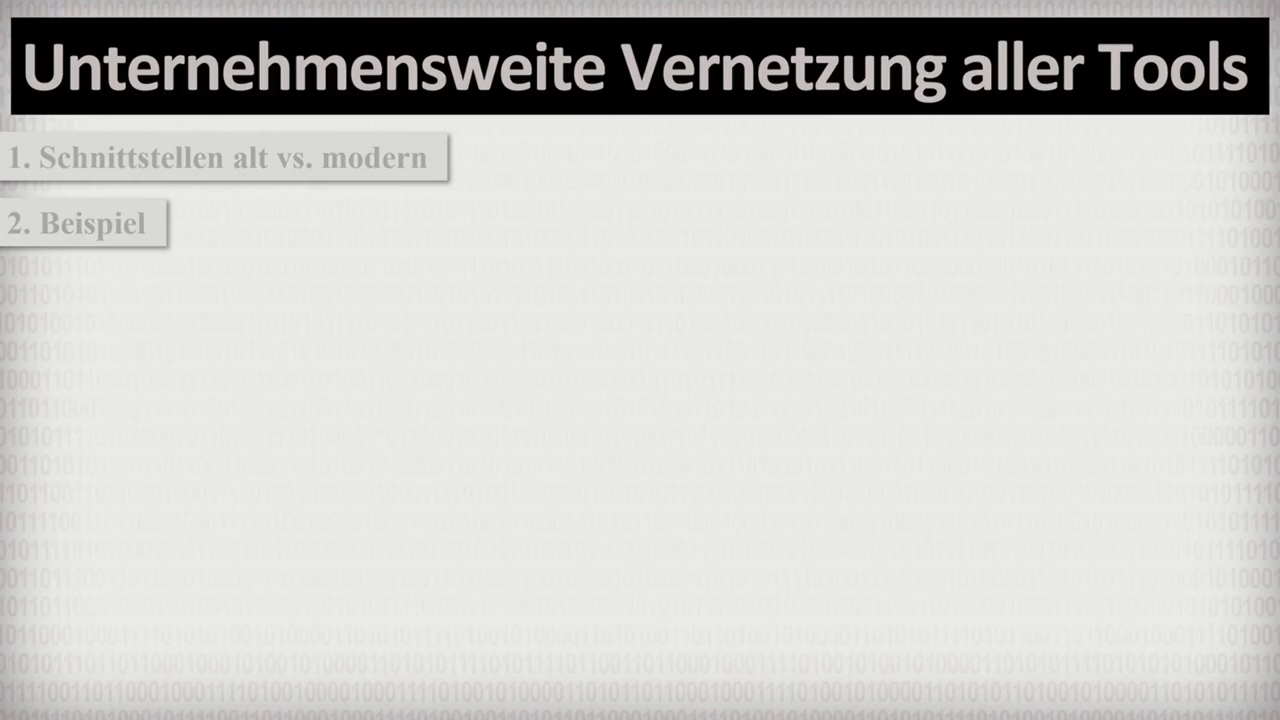 Unternehmensweite Vernetzung aller Tools
1. Schnittstellen alt vs. modern
2. Beispiel